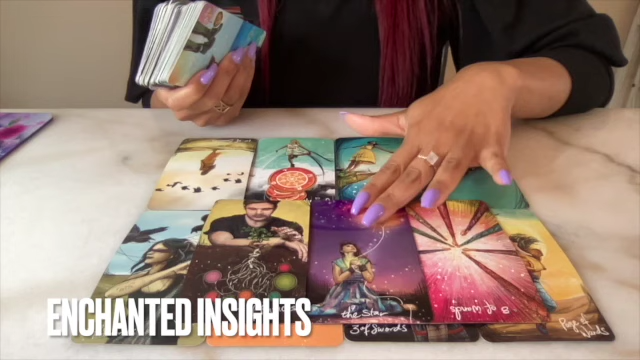 the Star
3 of Swords
8 of Wands
Page of Wands
ENCHANTED INSIGHTS